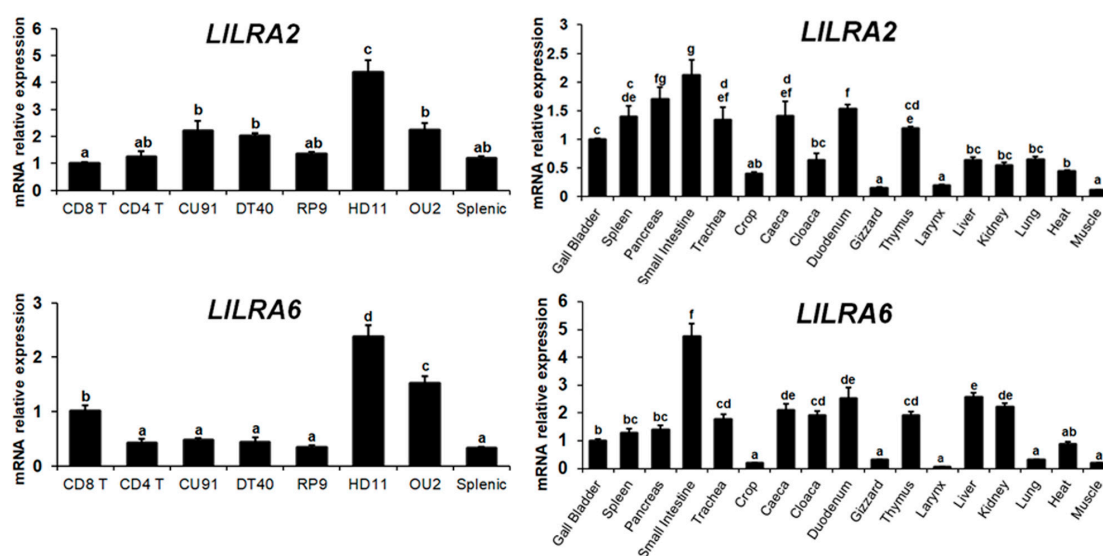 LILRA2
mRNA relative expression
6
5
4
3
2
1
0
a
ab
b
b
ab
c
b
ab
CD8 T CD4 T CU91 DT40 RP9 HD11 OU2 Splenic
LILRA2
mRNA relative expression
3
2.5
2
1.5
1
0.5
0
c
c
de
fg
g
d
ef
ab
d
ef
bc
f
a
cd
e
a
bc
bc
bc
b
a
Gall Bladder
Spleen
Pancreas
Small Intestine
Trachea
Crop
Caeca
Cloaca
Duodenum
Gizzard
Thymus
Larynx
Liver
Kidney
Lung
Heat
Muscle
LILRA6
mRNA relative expression
3
2
1
0
b
a
a
a
a
d
c
a
CD8 T CD4 T CU91 DT40 RP9 HD11 OU2 Splenic
LILRA6
mRNA relative expression
6
5
4
3
2
1
0
b
bc
bc
f
cd
a
de
cd
de
a
cd
a
e
de
a
ab
a
Gall Bladder
Spleen
Pancreas
Small Intestine
Trachea
Crop
Caeca
Cloaca
Duodenum
Gizzard
Thymus
Larynx
Liver
Kidney
Lung
Heat
Muscle